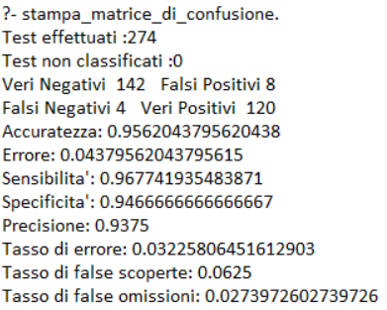 ?- stampa_matrice_di_confusione.
Test effettuati :274
Test non classificati :0
Veri Negativi  142   Falsi Positivi 8
Falsi Negativi 4   Veri Positivi  120
Accuratezza: 0.9562043795620438
Errore: 0.04379562043795615
Sensibilita': 0.967741935483871
Specificita': 0.9466666666666667
Precisione: 0.9375
Tasso di errore: 0.03225806451612903
Tasso di false scoperte: 0.0625
Tasso di false omissioni: 0.0273972602739726